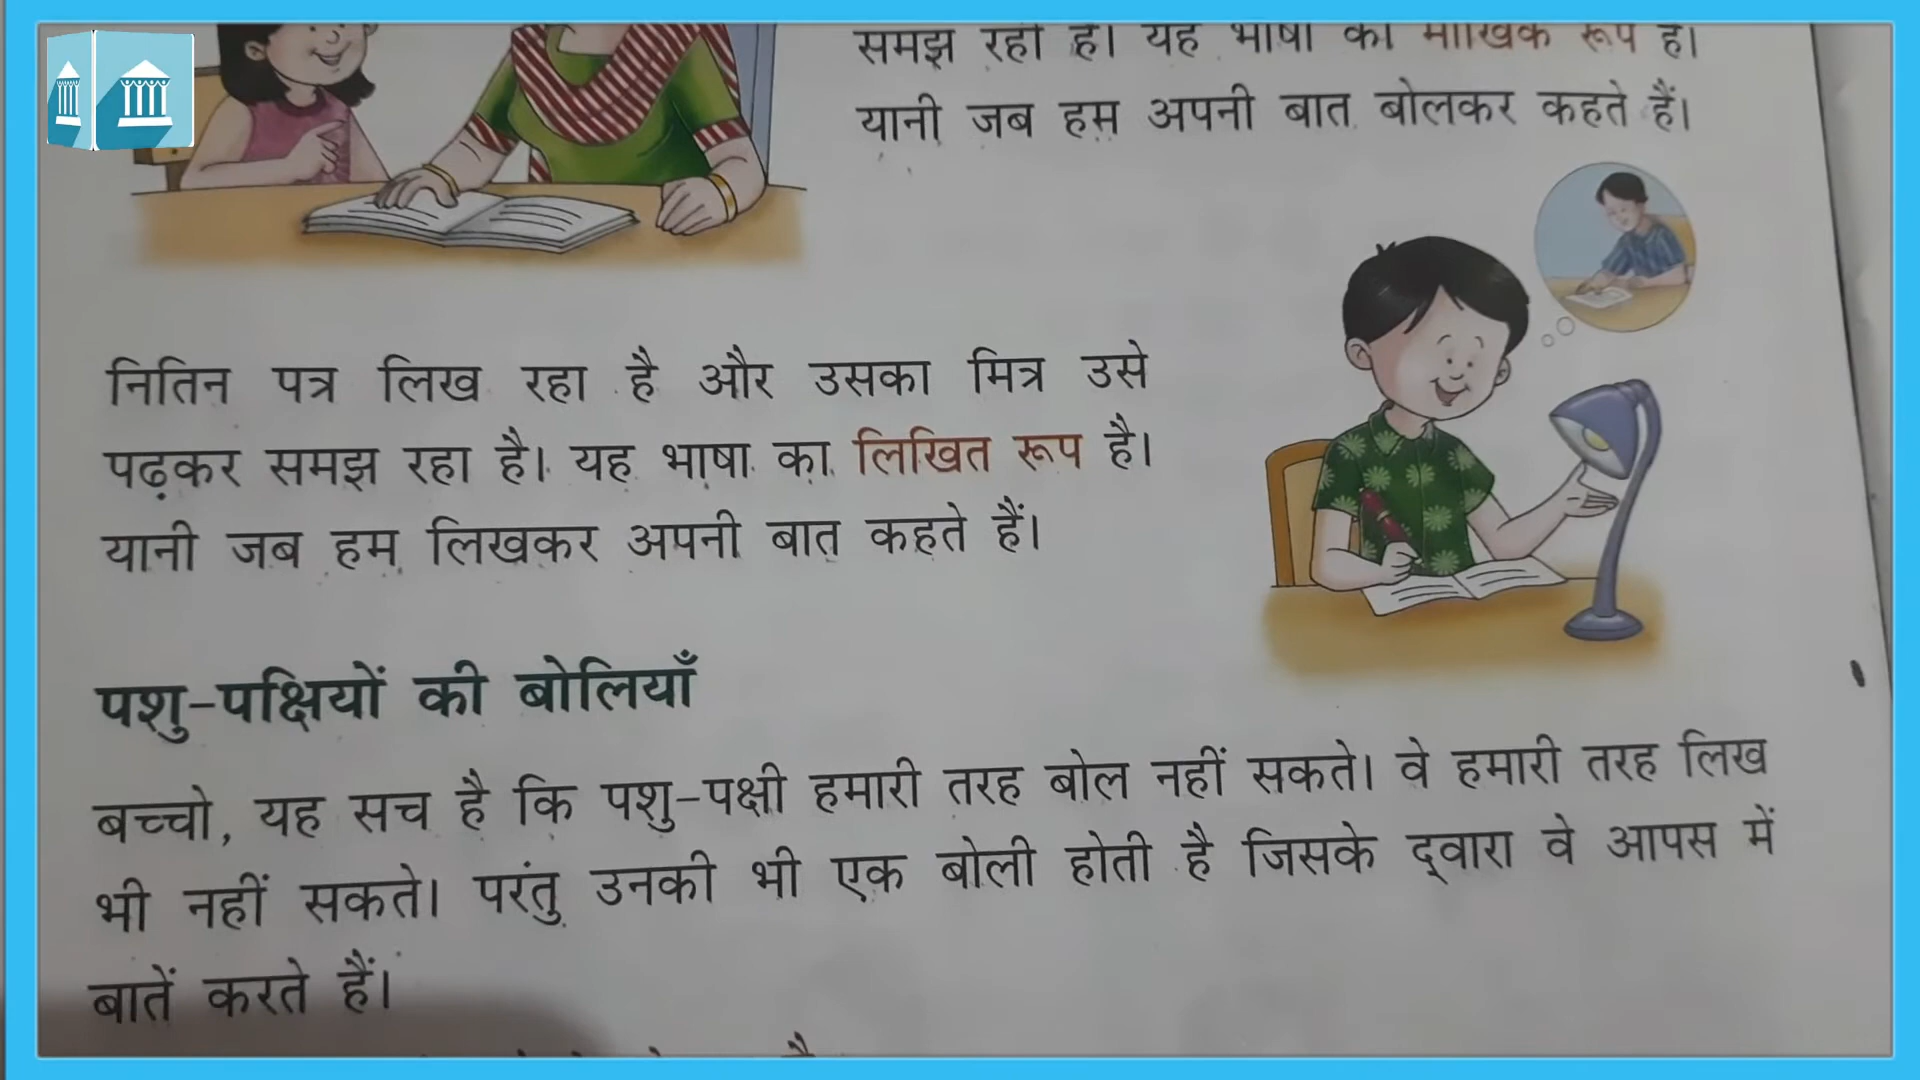 समझ रही है। यह भाषा का मौखिक रूप है।
यानी जब हम अपनी बात बोलकर कहते हैं।
नितिन पत्र लिख रहा है और उसका मित्र उसे
पढ़कर समझ रहा है। यह भाषा का लिखित रूप है।
यानी जब हम लिखकर अपनी बात कहते हैं।
पशु-पक्षियों की बोलियाँ
बच्चो, यह सच है कि पशु-पक्षी हमारी तरह बोल नहीं सकते। वे हमारी तरह लिख
भी नहीं सकते। परंतु उनकी भी एक बोली होती है जिसके द्वारा वे आपस में
बातें करते हैं।